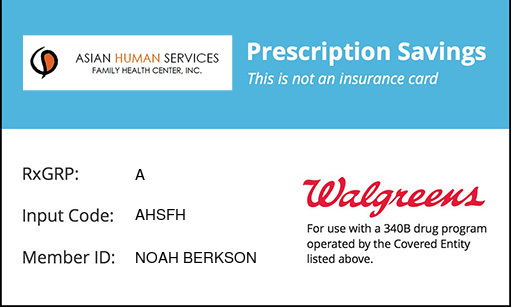 ASIAN HUMAN SERVICES
FAMILY HEALTH CENTER, INC.
Prescription Savings
This is not an insurance card
RxGRP: A
Input Code: AHSFH
Member ID: NOAH BERKSON
Walgreens
For use with a 340B drug program
operated by the Covered Entity
listed above.